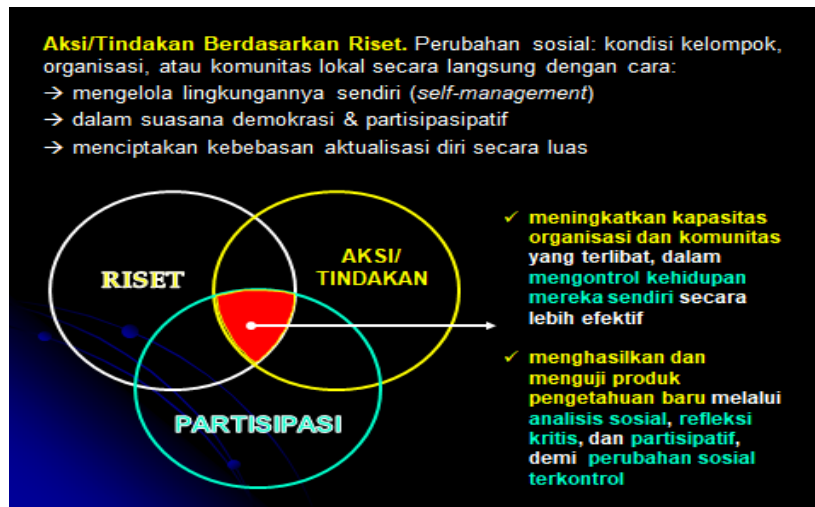 Aksi/Tindakan Berdasarkan Riset. Perubahan sosial: kondisi kelompok,
organisasi, atau komunitas lokal secara langsung dengan cara:
→ mengelola lingkungannya sendiri (self-management)
→ dalam suasana demokrasi & partisipasipatif
→ menciptakan kebebasan aktualisasi diri secara luas
RISET
AKSI/
TINDAKAN
PARTISIPASI
✓ meningkatkan kapasitas
organisasi dan komunitas
yang terlibat, dalam
mengontrol kehidupan
mereka sendiri secara
lebih efektif
✓ menghasilkan dan
menguji produk
pengetahuan baru melalui
analisis sosial, refleksi
kritis, dan partisipatif,
demi perubahan sosial
terkontrol